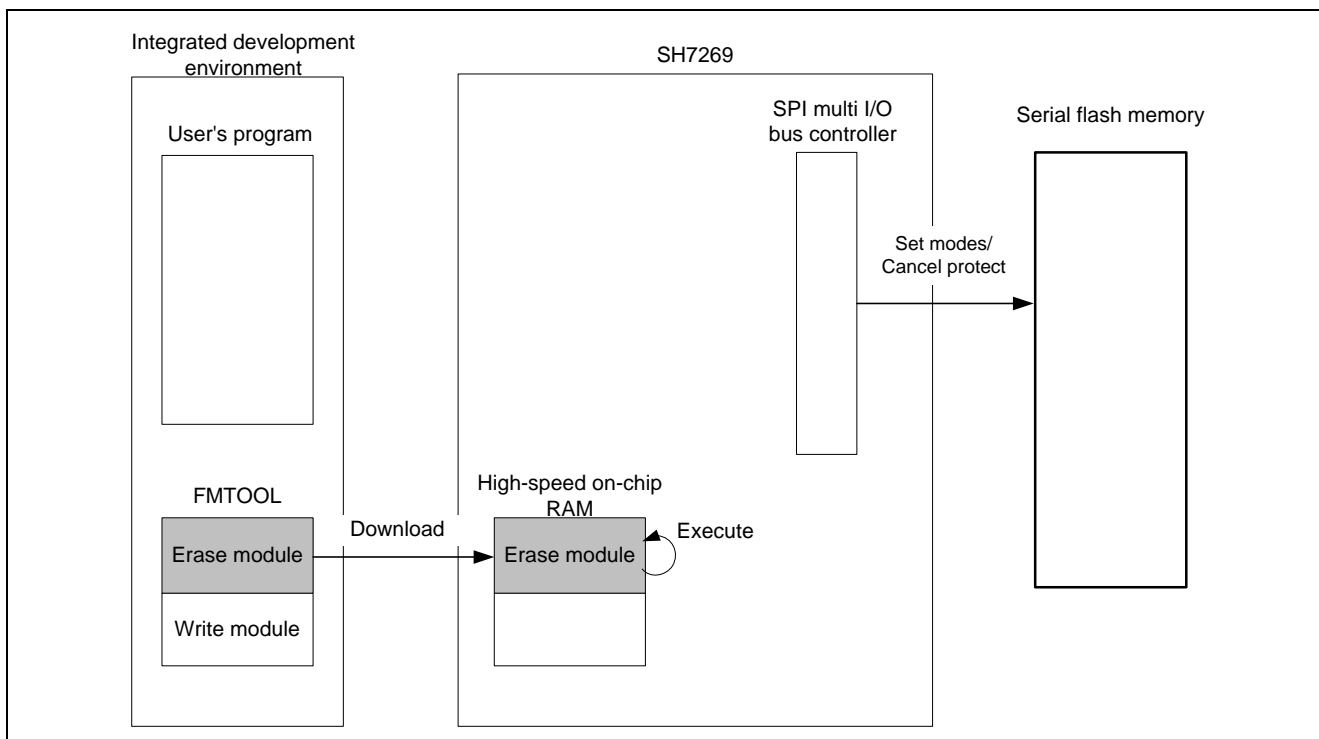 Integrated development
environment
User's program
FMTOOL
Erase module
Write module
Download
SH7269
SPI multi I/O
bus controller
High-speed on-chip
RAM
Erase module
Execute
Set modes/
Cancel protect
Serial flash memory